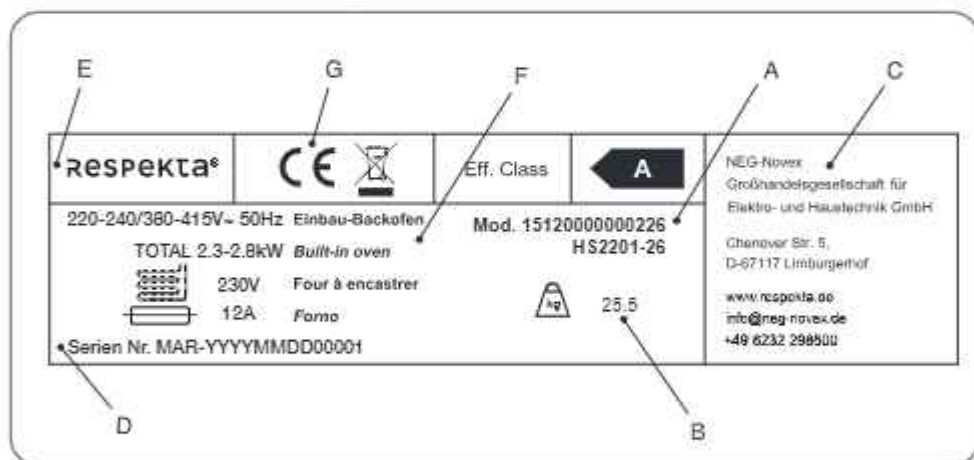 E
G
F
A
C
RESPEKTA®
CE
Eff. Class
A
NEG-Novex
Großhandelsgesellschaft für
Elektro- und Haustechnik GmbH
Chenover Str. 5,
D-67117 Limburgerhof
www.respekta.de
info@neg-novex.de
+49 6232 298500
220-240/380-415V~ 50Hz Einbau-Backofen
TOTAL 2.3-2.8kW Built-in oven
230V Four à encastrer
12A Forno
Serien Nr. MAR-YYYYMMDD00001
Mod. 15120000000226
HS2201-26
kg 25.5
D
B